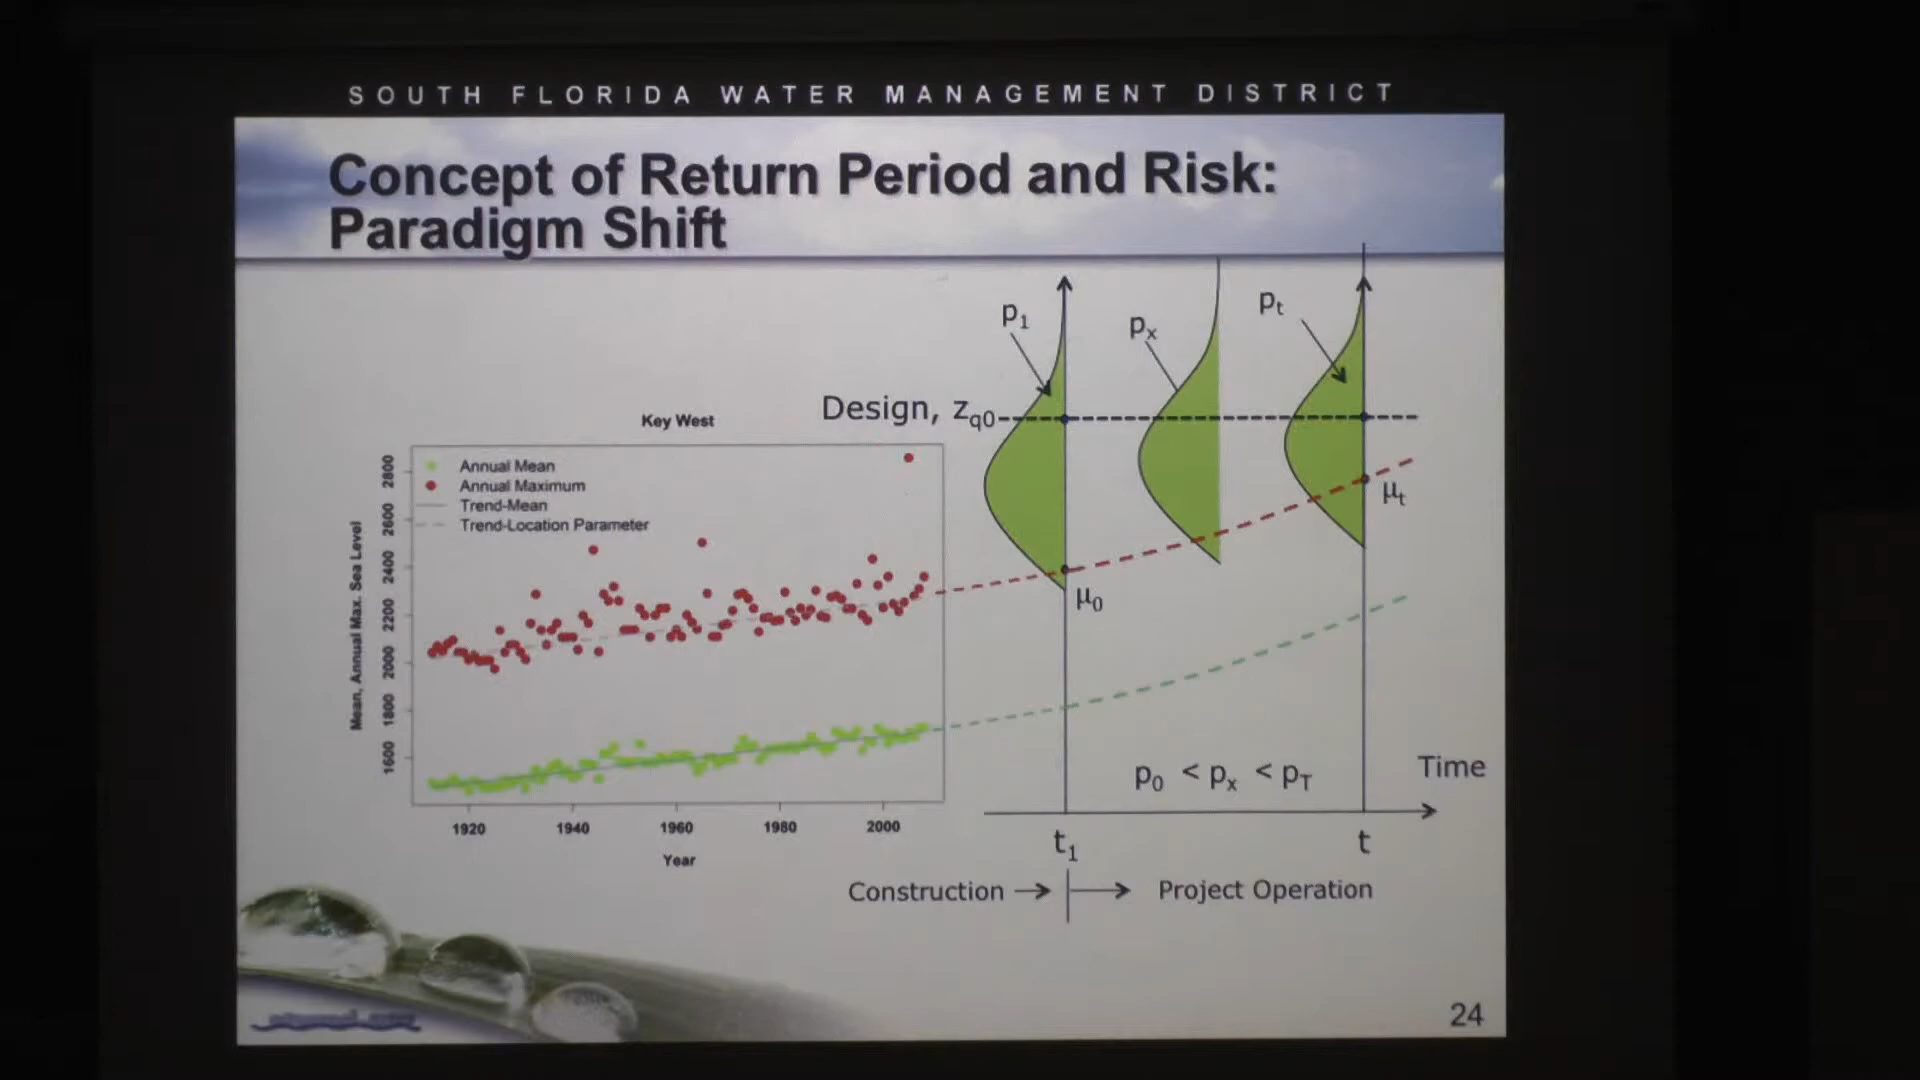 SOUTH FLORIDA WATER MANAGEMENT DISTRICT
Concept of Return Period and Risk:
Paradigm Shift
p1
px
pt
Design, zq0
Key West
Annual Mean
Annual Maximum
Trend-Mean
Trend-Location Parameter
Mean, Annual Max. Sea Level
2800
2600
2400
2200
2000
1800
1600
1920
1940
1960
1980
2000
Year
μ0
μt
p0 < px < pT
Time
t1
t
Construction
Project Operation
24